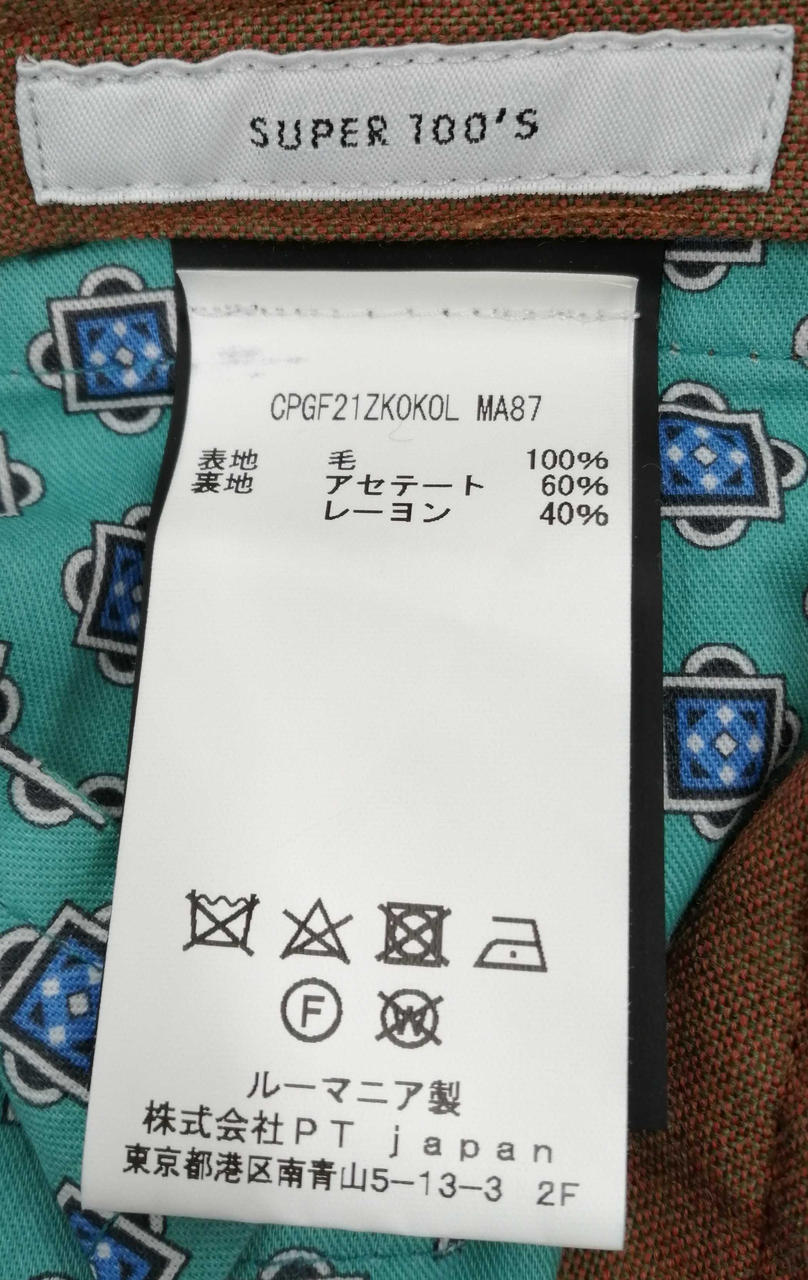 SUPER 100'S
CPGF21ZK0K0L MA87
表地 毛 100%
裏地 アセテート 60%
レーヨン 40%
F
W
ルーマニア製
株式会社PT japan
東京都港区南青山5-13-3 2F